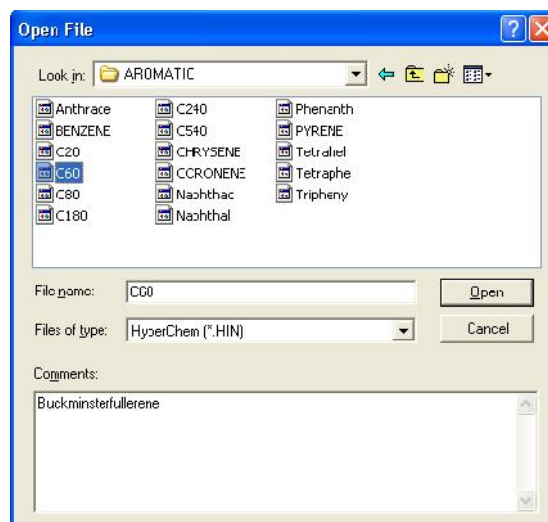 Open File
Look in: AROMATIC
Anthrace
BENZENE
C20
C60
C80
C180
C240
C540
CHRYSENE
CORONENE
Naphthac
Naphthal
Phenanth
PYRENE
Tetrahel
Tetraphe
Tripheny
File name: C60
Open
Files of type: HyperChem (*.HIN)
Cancel
Comments:
Buckminsterfullerene